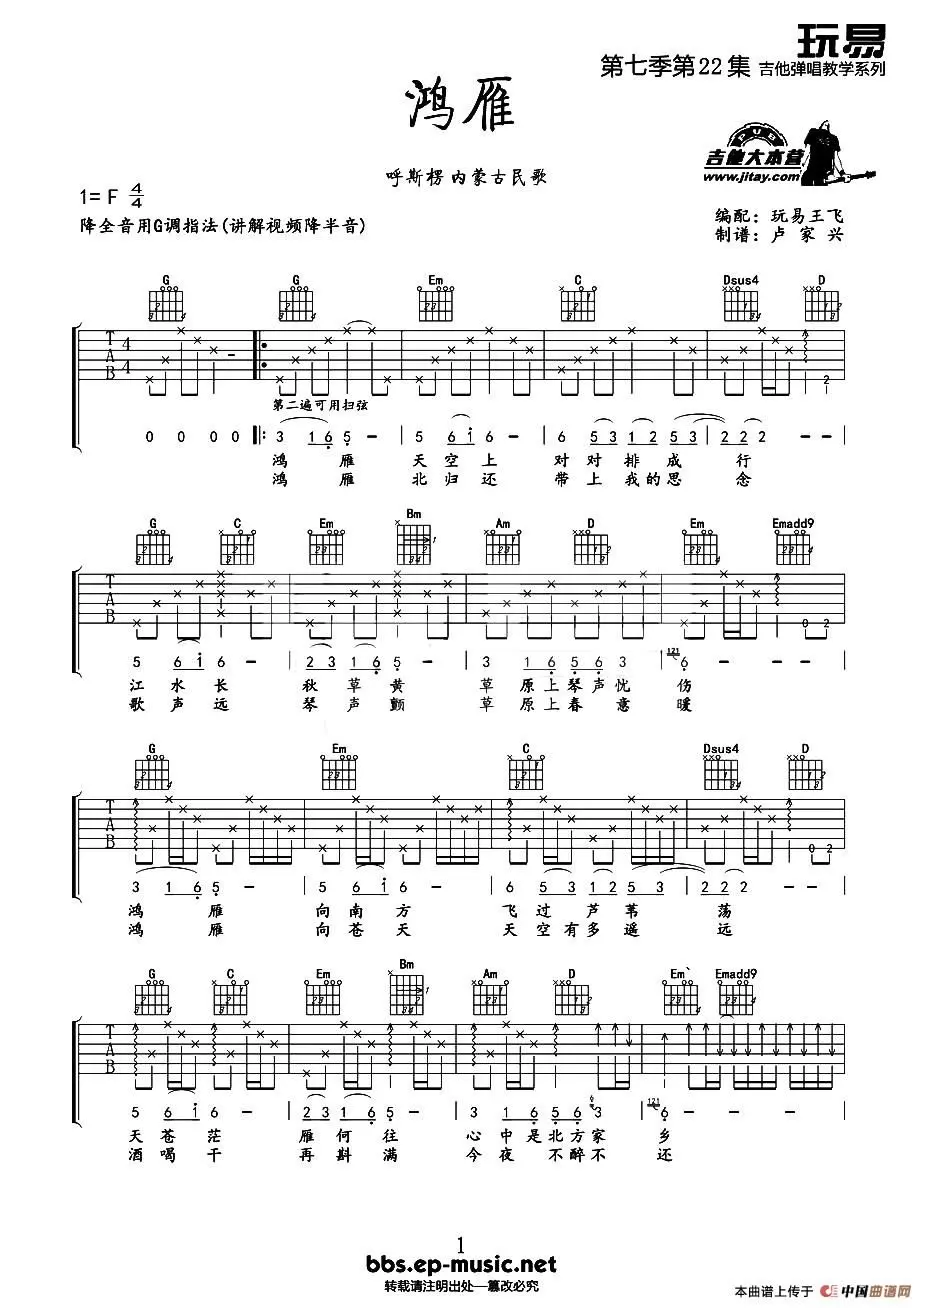 玩易
第七季第22集 吉他弹唱教学系列
鸿雁
PUB
吉他大本营
www.jitay.com
呼斯楞 内蒙古民歌
1= F 4/4
降全音用G调指法(讲解视频降半音)
编配: 玩易王飞
制谱: 卢 家 兴
G G Em C Dsus4 D
T A B 4 4 2
第二遍可用扫弦
0 0 0 0 3 1 6 5 - 5 6 1 6 - 6 5 3 1 2 5 3 2 2 2 -
鸿 雁 天 空 上 对 对 排 成 行
鸿 雁 北 归 还 带 上 我 的 思 念
G C Em Bm Am D Em Emadd9
T A B 0 2
5 6 1 6 - 2 3 1 6 5 - 3 1 6 5 6 3 121 6 - - -
江 水 长 秋 草 黄 草 原 上 琴 声 忧 伤
歌 声 远 琴 声 颤 草 原 上 春 意 暖
G Em C Dsus4 D
T A B 0 2
3 1 6 5 - 5 6 1 6 - 6 5 3 1 2 5 3 2 2 2 -
鸿 雁 向 南 方 飞 过 芦 苇 荡
鸿 雁 向 苍 天 天 空 有 多 遥 远
G C Em Bm Am D Em Emadd9
T A B
5 6 1 6 - 2 3 1 6 5 - 3 1 6 5 6 3 121 6 - - -
天 苍 茫 雁 何 往 心 中 是 北 方 家 乡
酒 喝 干 再 斟 满 今 夜 不 醉 不 还
1
bbs.ep-music.net
转载请注明出处—篡改必究
本曲谱上传于 中国曲谱网